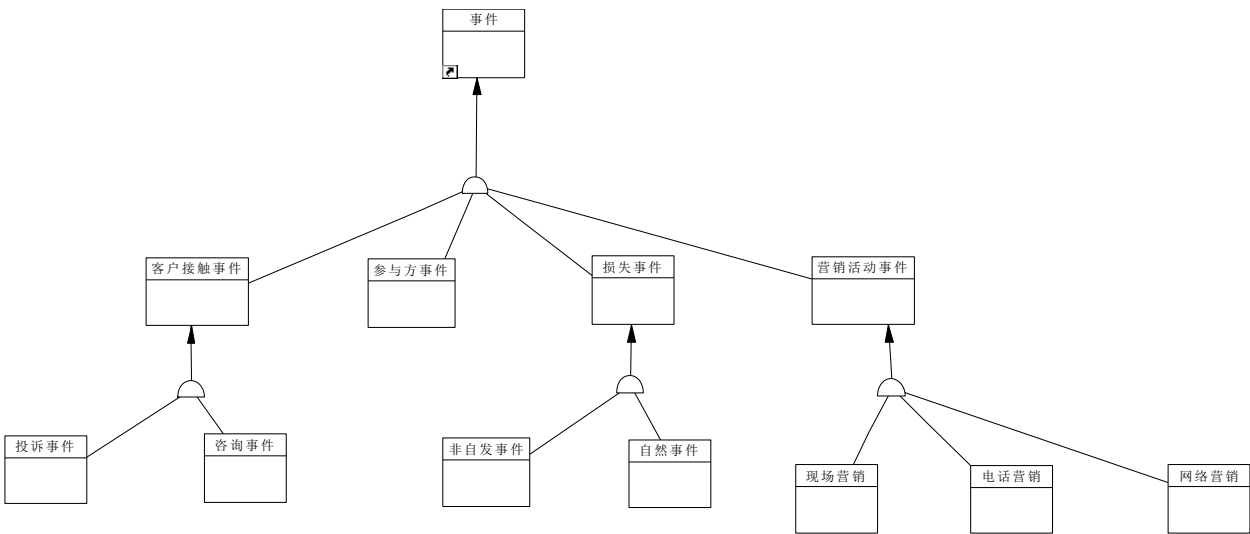 事件
客户接触事件
参与方事件
损失事件
营销活动事件
投诉事件
咨询事件
非自发事件
自然事件
现场营销
电话营销
网络营销